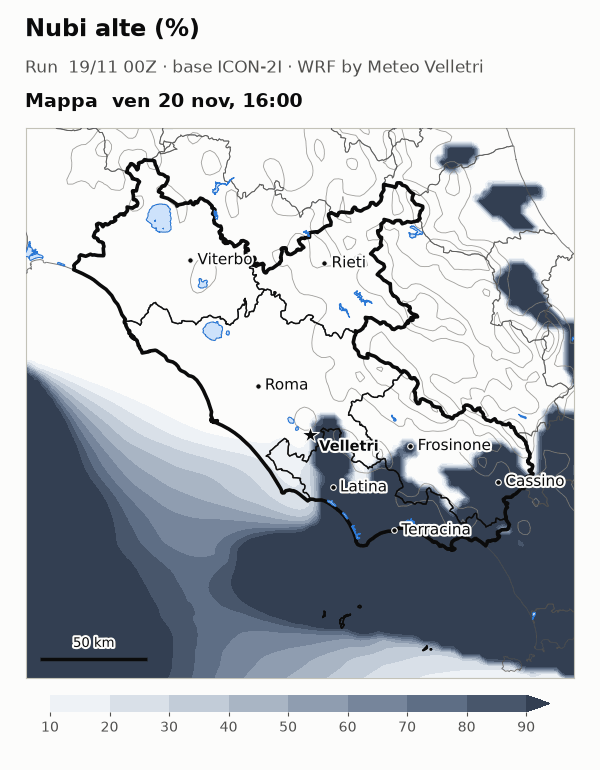 Nubi alte (%)
Run 19/11 00Z · base ICON-2I · WRF by Meteo Velletri
Mappa ven 20 nov, 16:00
Viterbo
Rieti
Roma
Velletri
Frosinone
Latina
Cassino
Terracina
50 km
10 20 30 40 50 60 70 80 90